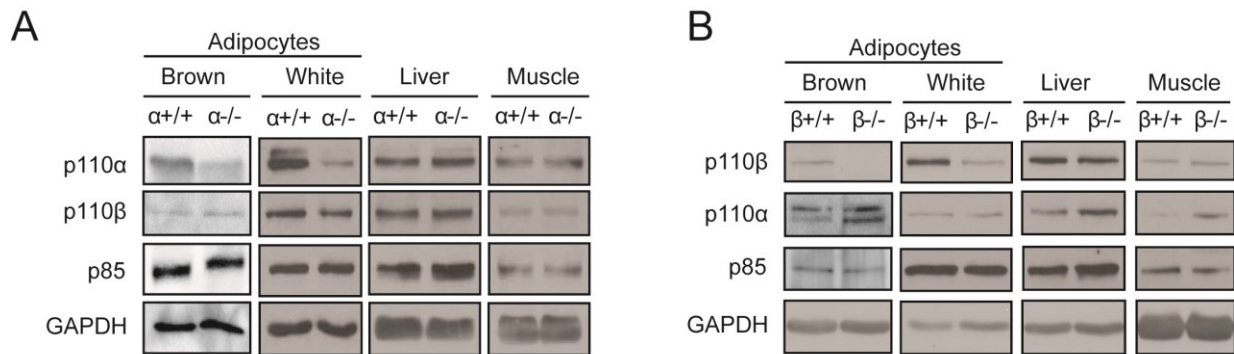 A
Adipocytes
Brown White Liver Muscle
α+/+ α-/- α+/+ α-/- α+/+ α-/- α+/+ α-/-
p110α
p110β
p85
GAPDH
B
Adipocytes
Brown White Liver Muscle
β+/+ β-/- β+/+ β-/- β+/+ β-/- β+/+ β-/-
p110β
p110α
p85
GAPDH